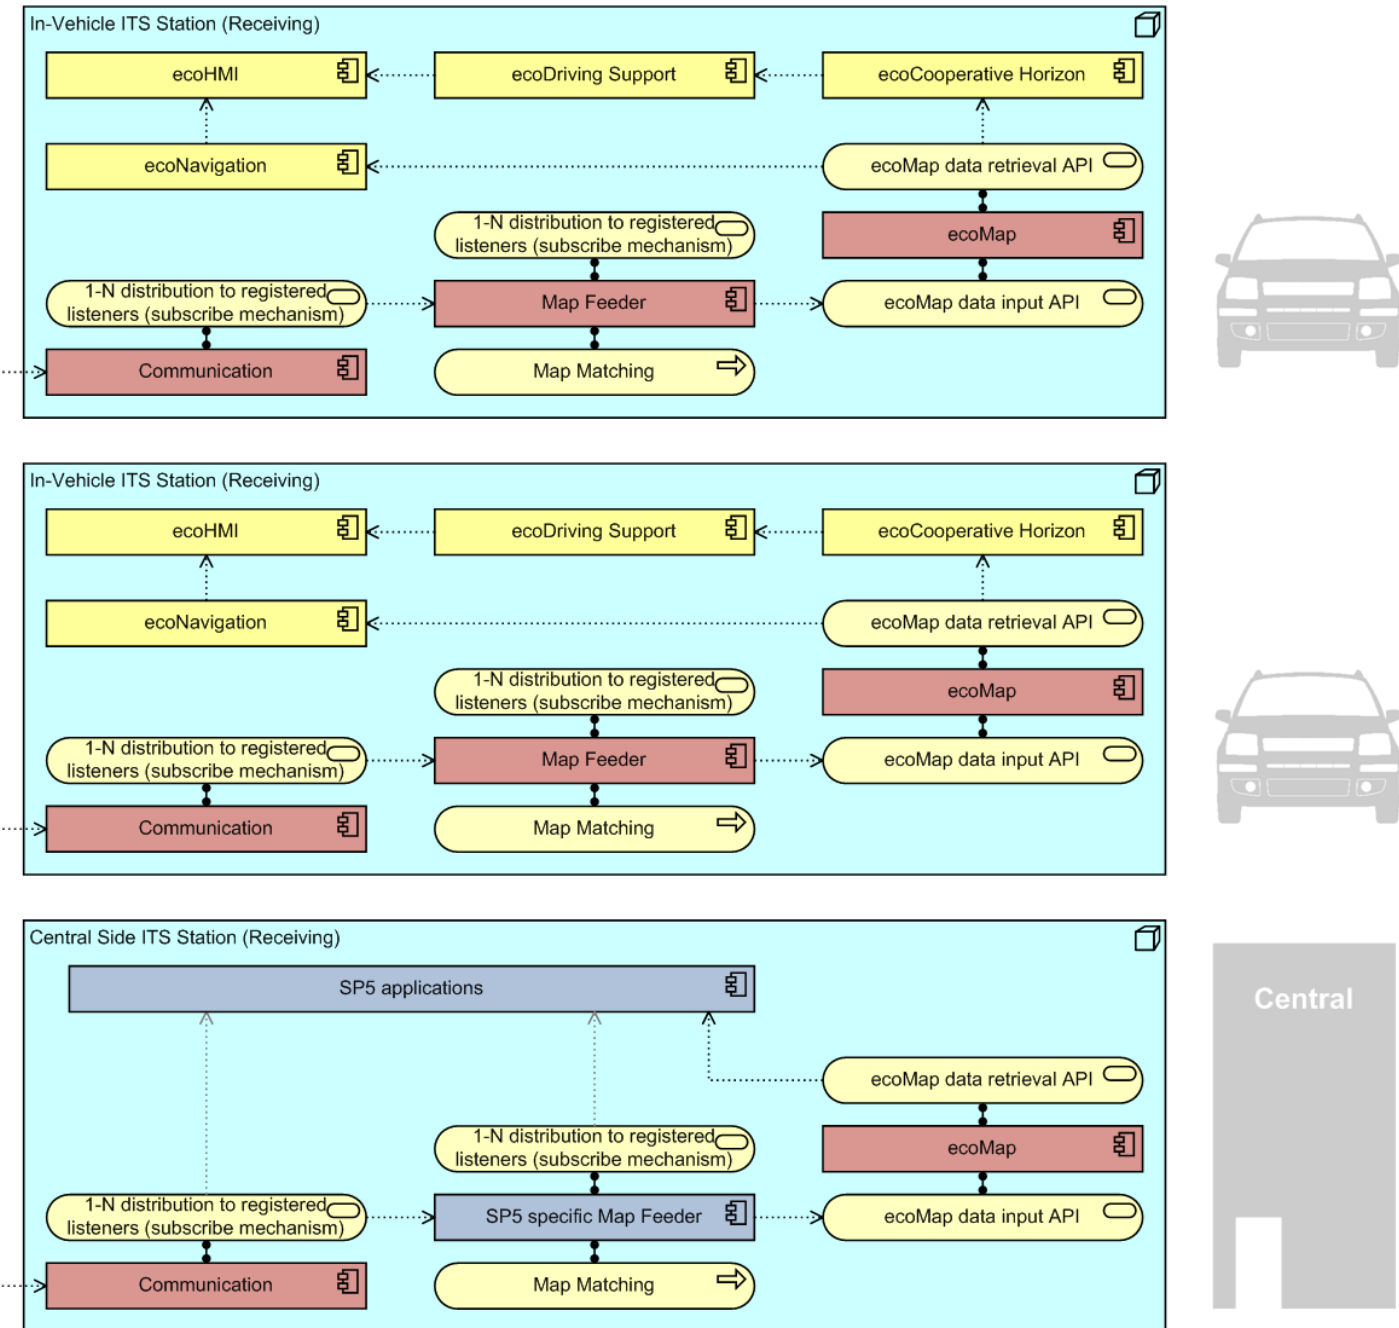 In-Vehicle ITS Station (Receiving)
ecoHMI
ecoDriving Support
ecoCooperative Horizon
ecoNavigation
ecoMap data retrieval API
1-N distribution to registered
listeners (subscribe mechanism)
ecoMap
1-N distribution to registered
listeners (subscribe mechanism)
Map Feeder
ecoMap data input API
Communication
Map Matching
In-Vehicle ITS Station (Receiving)
ecoHMI
ecoDriving Support
ecoCooperative Horizon
ecoNavigation
ecoMap data retrieval API
1-N distribution to registered
listeners (subscribe mechanism)
ecoMap
1-N distribution to registered
listeners (subscribe mechanism)
Map Feeder
ecoMap data input API
Communication
Map Matching
Central Side ITS Station (Receiving)
SP5 applications
Central
ecoMap data retrieval API
1-N distribution to registered
listeners (subscribe mechanism)
ecoMap
1-N distribution to registered
listeners (subscribe mechanism)
SP5 specific Map Feeder
ecoMap data input API
Communication
Map Matching